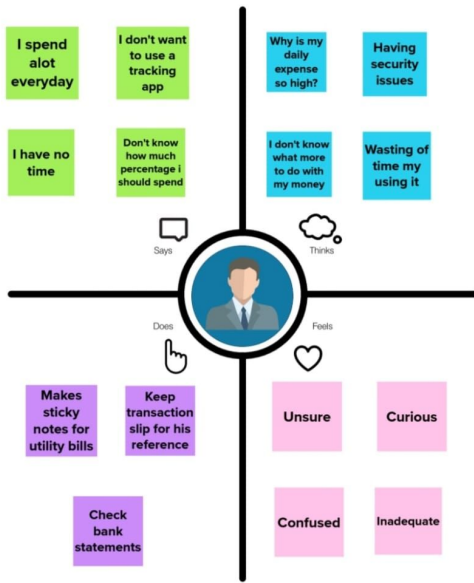 I spend
alot
everyday
I don't want
to use a
tracking
app
I have no
time
Don't know
how much
percentage i
should spend
Says
Why is my
daily
expense
so high?
Having
security
issues
I don't know
what more
to do with
my money
Wasting of
time my
using it
Thinks
Does
Makes
sticky
notes for
utility bills
Keep
transaction
slip for his
reference
Check
bank
statements
Feels
Unsure
Curious
Confused
Inadequate